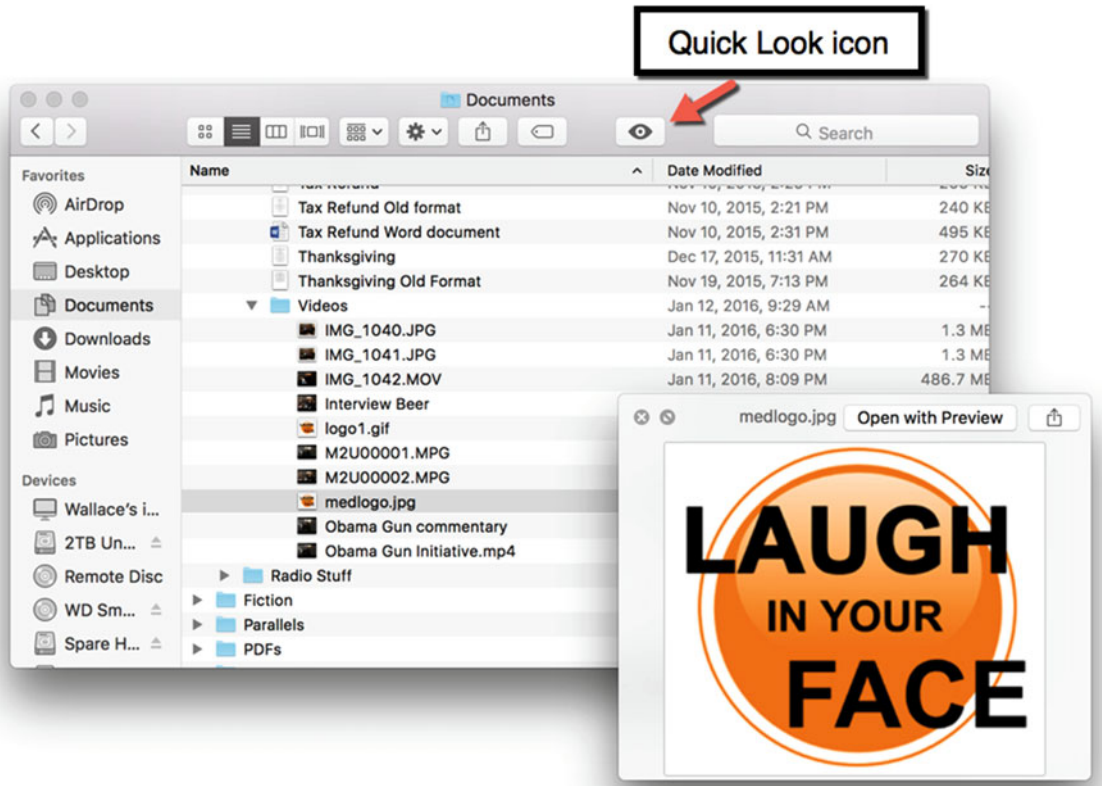 Quick Look icon
Documents
Search
Favorites
AirDrop
Applications
Desktop
Documents
Downloads
Movies
Music
Pictures
Devices
Wallace's i...
2TB Un...
Remote Disc
WD Sm...
Spare H...
Name Date Modified Size
Tax Refund
Tax Refund Old format Nov 10, 2015, 2:21 PM 240 KB
Tax Refund Word document Nov 10, 2015, 2:31 PM 495 KB
Thanksgiving Dec 17, 2015, 11:31 AM 270 KB
Thanksgiving Old Format Nov 19, 2015, 7:13 PM 264 KB
Videos Jan 12, 2016, 9:29 AM --
IMG_1040.JPG Jan 11, 2016, 6:30 PM 1.3 MB
IMG_1041.JPG Jan 11, 2016, 6:30 PM 1.3 MB
IMG_1042.MOV Jan 11, 2016, 8:09 PM 486.7 MB
Interview Beer
logo1.gif
M2U00001.MPG
M2U00002.MPG
medlogo.jpg
Obama Gun commentary
Obama Gun Initiative.mp4
Radio Stuff
Fiction
Parallels
PDFs
medlogo.jpg Open with Preview
LAUGH
IN YOUR
FACE